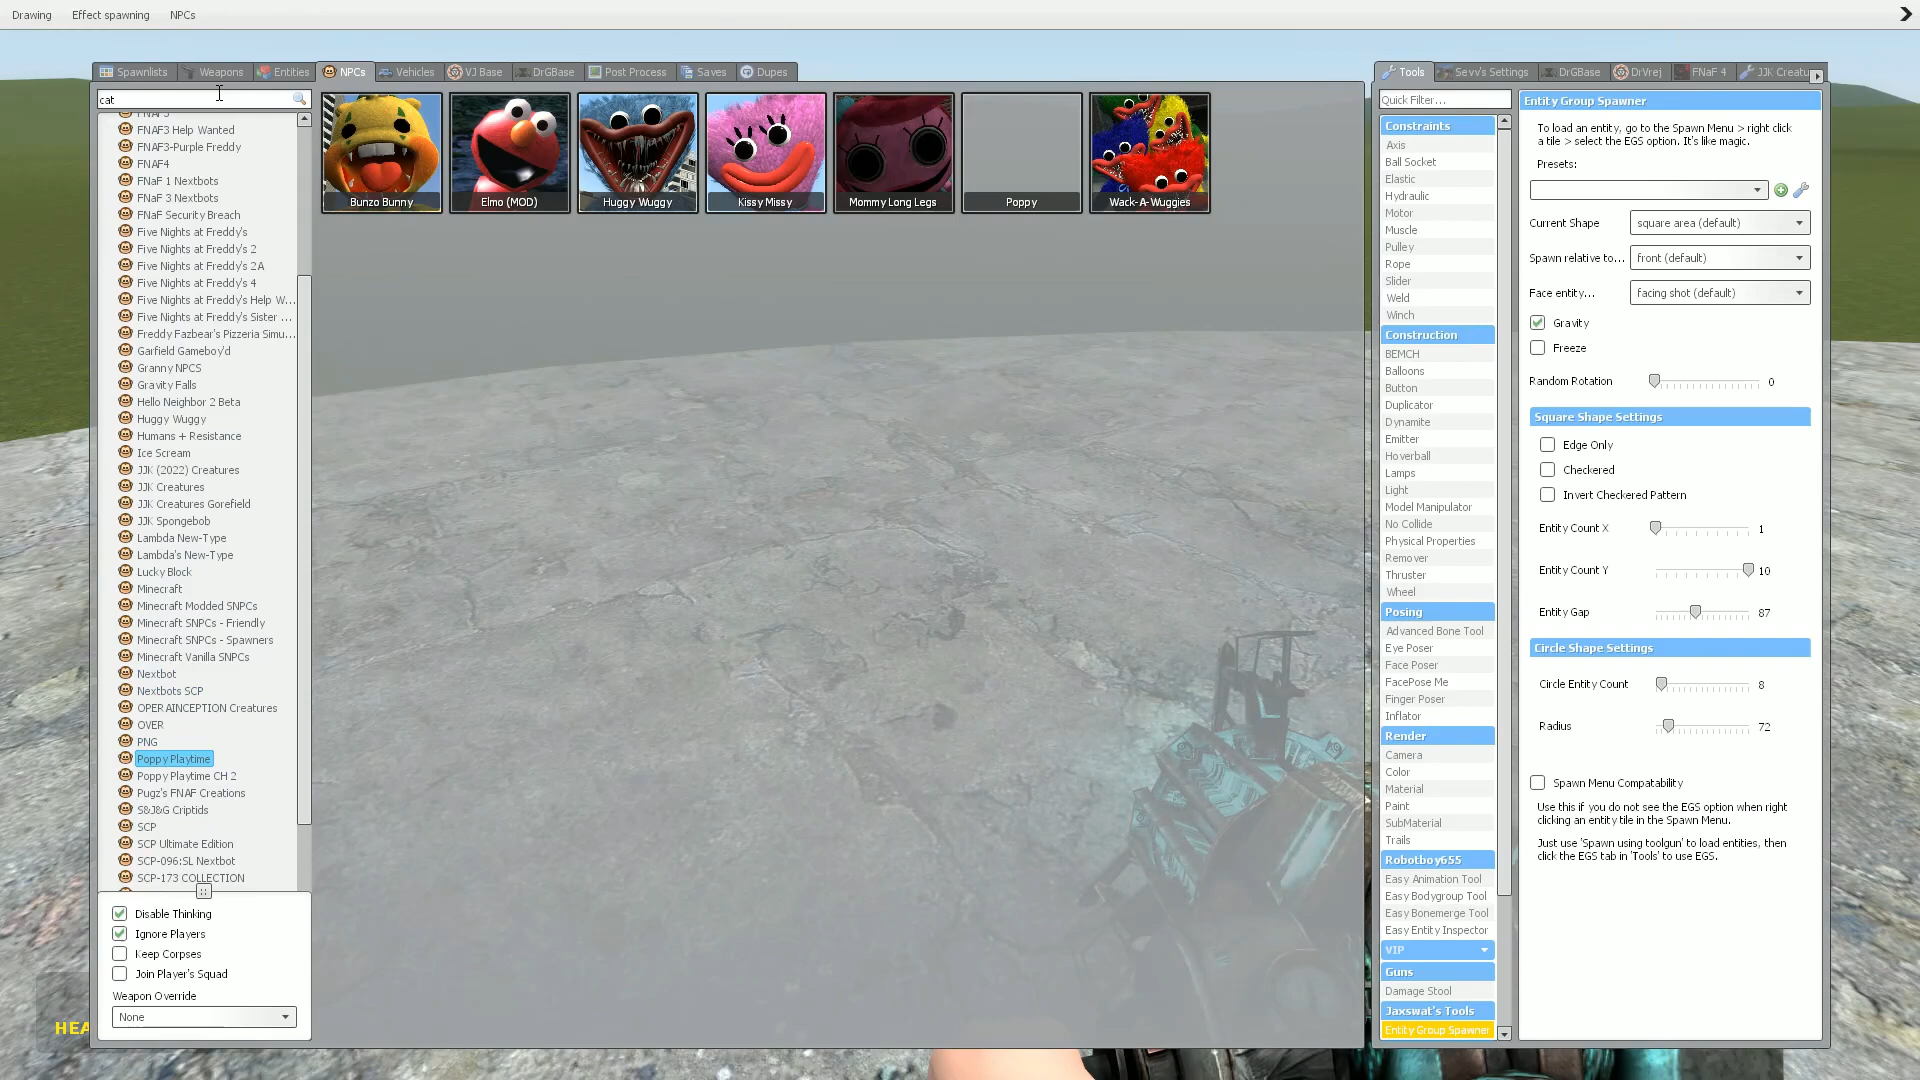 Drawing Effect spawning NPCs
Spawnlists Weapons Entities NPCs Vehicles VJ Base DrGBase Post Process Saves Dupes
cat
FNAF3 Help Wanted
FNAF3-Purple Freddy
FNAF4
FNaF 1 Nextbots
FNaF 3 Nextbots
FNaF Security Breach
Five Nights at Freddy's
Five Nights at Freddy's 2
Five Nights at Freddy's 2A
Five Nights at Freddy's 4
Five Nights at Freddy's Help W...
Five Nights at Freddy's Sister ...
Freddy Fazbear's Pizzeria Simu...
Garfield Gameboy'd
Granny NPCS
Gravity Falls
Hello Neighbor 2 Beta
Huggy Wuggy
Humans + Resistance
Ice Scream
JJK (2022) Creatures
JJK Creatures
JJK Creatures Gorefield
JJK Spongebob
Lambda New-Type
Lambda's New-Type
Lucky Block
Minecraft
Minecraft Modded SNPCs
Minecraft SNPCs - Friendly
Minecraft SNPCs - Spawners
Minecraft Vanilla SNPCs
Nextbot
Nextbots SCP
OPERAINCEPTION Creatures
OVER
PNG
Poppy Playtime
Poppy Playtime CH 2
Pugz's FNAF Creations
S&J&G Criptids
SCP
SCP Ultimate Edition
SCP-096:SL Nextbot
SCP-173 COLLECTION
Disable Thinking
Ignore Players
Keep Corpses
Join Player's Squad
Weapon Override
None
HEA
Bunzo Bunny Elmo (MOD) Huggy Wuggy Kissy Missy Mommy Long Legs Poppy Wack-A-Wuggies
Tools Sevv's Settings DrGBase DrVrej FNaF 4 JJK Creatu
Quick Filter...
Constraints
Axis
Ball Socket
Elastic
Hydraulic
Motor
Muscle
Pulley
Rope
Slider
Weld
Winch
Construction
BEMCH
Balloons
Button
Duplicator
Dynamite
Emitter
Hoverball
Lamps
Light
Model Manipulator
No Collide
Physical Properties
Remover
Thruster
Wheel
Posing
Advanced Bone Tool
Eye Poser
Face Poser
FacePose Me
Finger Poser
Inflator
Render
Camera
Color
Material
Paint
SubMaterial
Trails
Robotboy655
Easy Animation Tool
Easy Bodygroup Tool
Easy Bonemerge Tool
Easy Entity Inspector
VIP
Guns
Damage Stool
Jaxswat's Tools
Entity Group Spawner
Entity Group Spawner
To load an entity, go to the Spawn Menu > right click
a tile > select the EGS option. It's like magic.
Presets:
Current Shape square area (default)
Spawn relative to... front (default)
Face entity... facing shot (default)
Gravity
Freeze
Random Rotation 0
Square Shape Settings
Edge Only
Checkered
Invert Checkered Pattern
Entity Count X 1
Entity Count Y 10
Entity Gap 87
Circle Shape Settings
Circle Entity Count 8
Radius 72
Spawn Menu Compatability
Use this if you do not see the EGS option when right
clicking an entity tile in the Spawn Menu.
Just use 'Spawn using toolgun' to load entities, then
click the EGS tab in 'Tools' to use EGS.